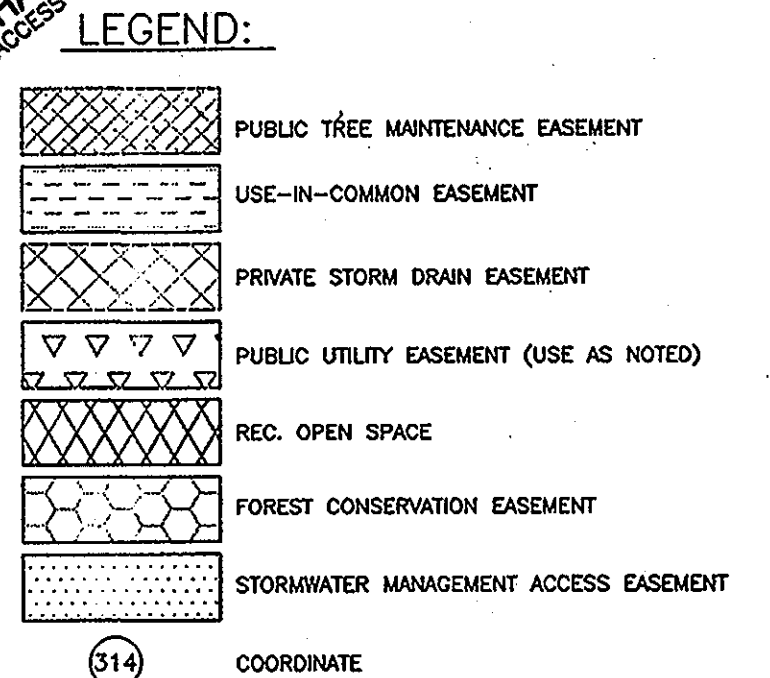 ACCESS
LEGEND:
PUBLIC TREE MAINTENANCE EASEMENT
USE-IN-COMMON EASEMENT
PRIVATE STORM DRAIN EASEMENT
PUBLIC UTILITY EASEMENT (USE AS NOTED)
REC. OPEN SPACE
FOREST CONSERVATION EASEMENT
STORMWATER MANAGEMENT ACCESS EASEMENT
314 COORDINATE